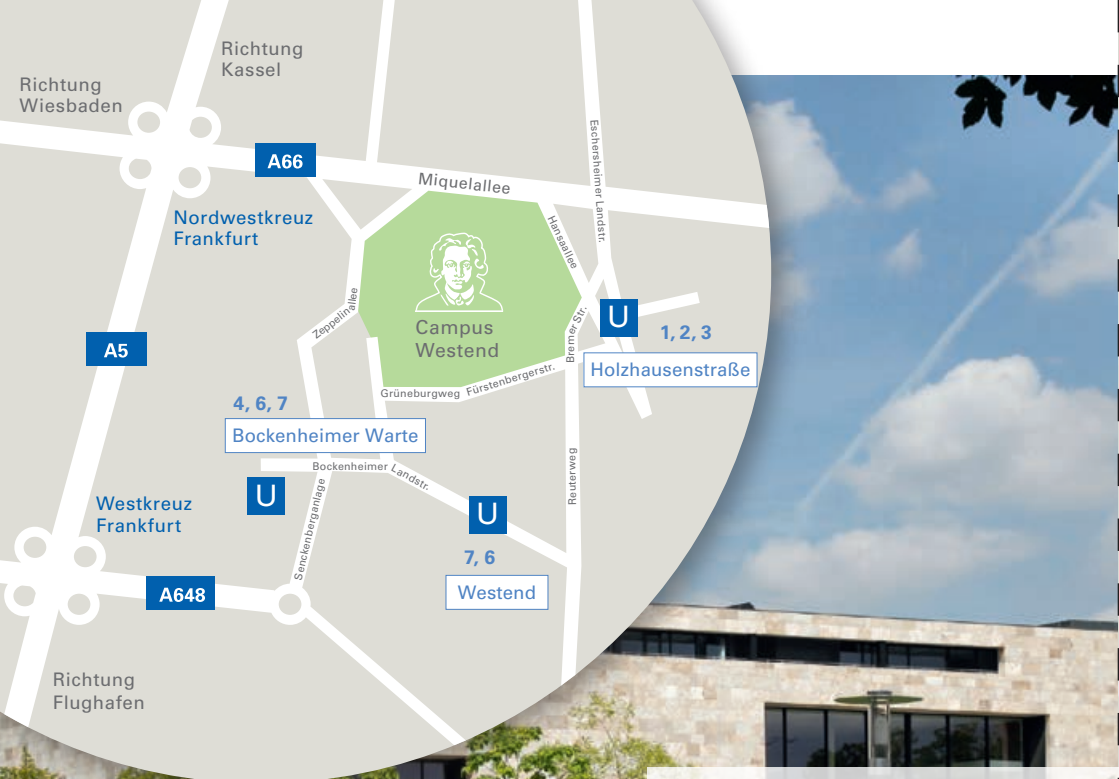 Richtung
Kassel
Richtung
Wiesbaden
A66
Miquelallee
Eschersheimer Landstr.
Nordwestkreuz
Frankfurt
Hansaallee
Zeppelinallee
Campus
Westend
Bremer Str.
U
1, 2, 3
Holzhausenstraße
A5
Grüneburgweg
Fürstenbergerstr.
4, 6, 7
Bockenheimer Warte
Bockenheimer Landstr.
U
Reuterweg
Westkreuz
Frankfurt
Senckenberganlage
U
7, 6
Westend
A648
Richtung
Flughafen